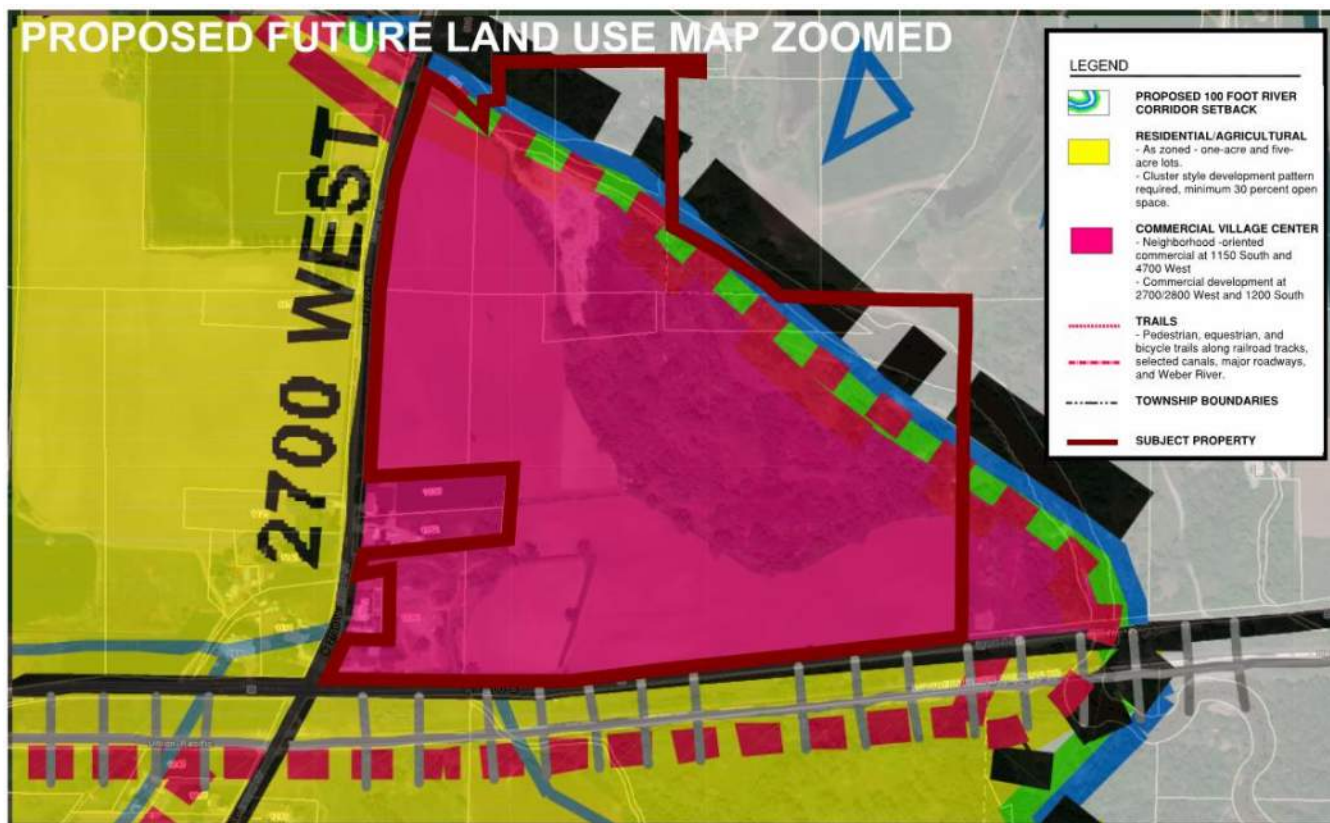 PROPOSED FUTURE LAND USE MAP ZOOMED
2700 WEST
LEGEND
PROPOSED 100 FOOT RIVER
CORRIDOR SETBACK
RESIDENTIAL/AGRICULTURAL
- As zoned - one-acre and five-
acre lots.
- Cluster style development pattern
required, minimum 30 percent open
space.
COMMERCIAL VILLAGE CENTER
- Neighborhood -oriented
commercial at 1150 South and
4700 West
- Commercial development at
2700/2800 West and 1200 South
TRAILS
- Pedestrian, equestrian, and
bicycle trails along railroad tracks,
selected canals, major roadways,
and Weber River.
TOWNSHIP BOUNDARIES
SUBJECT PROPERTY
Union Pacific